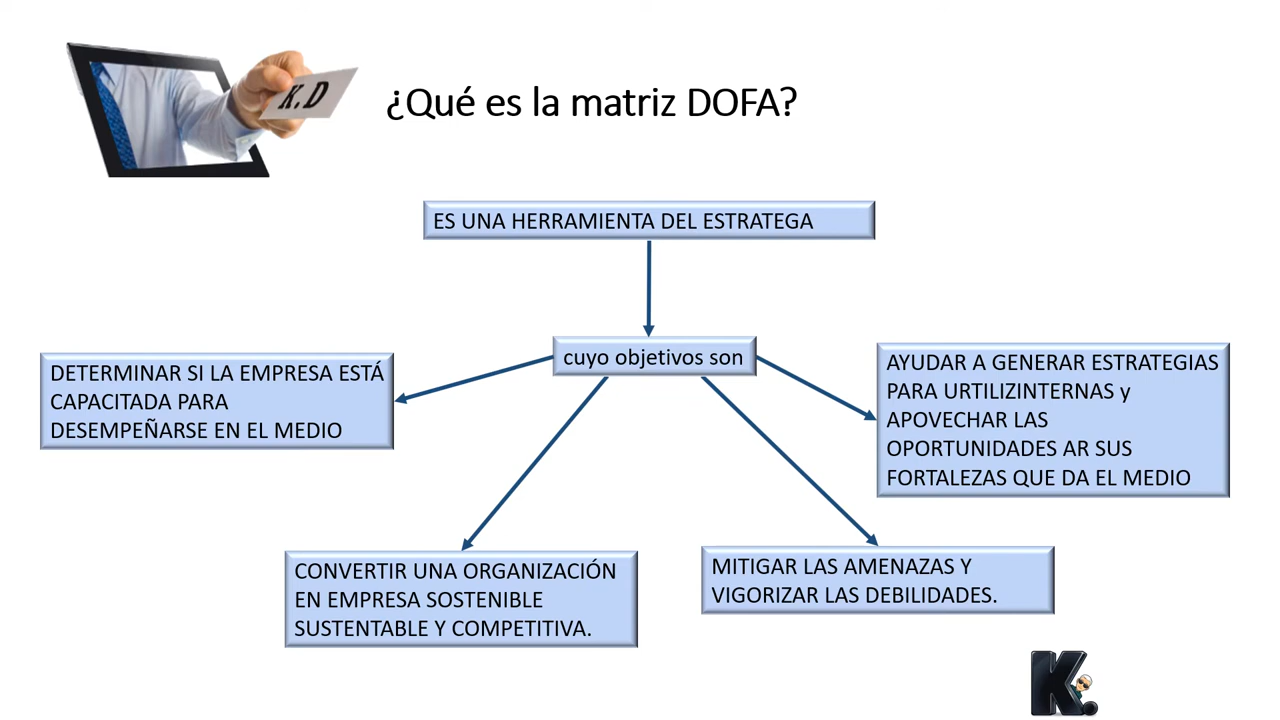 K.D
¿Qué es la matriz DOFA?
ES UNA HERRAMIENTA DEL ESTRATEGA
cuyo objetivos son
DETERMINAR SI LA EMPRESA ESTÁ
CAPACITADA PARA
DESEMPEÑARSE EN EL MEDIO
AYUDAR A GENERAR ESTRATEGIAS
PARA URTILIZINTERNAS y
APOVECHAR LAS
OPORTUNIDADES AR SUS
FORTALEZAS QUE DA EL MEDIO
CONVERTIR UNA ORGANIZACIÓN
EN EMPRESA SOSTENIBLE
SUSTENTABLE Y COMPETITIVA.
MITIGAR LAS AMENAZAS Y
VIGORIZAR LAS DEBILIDADES.
K.